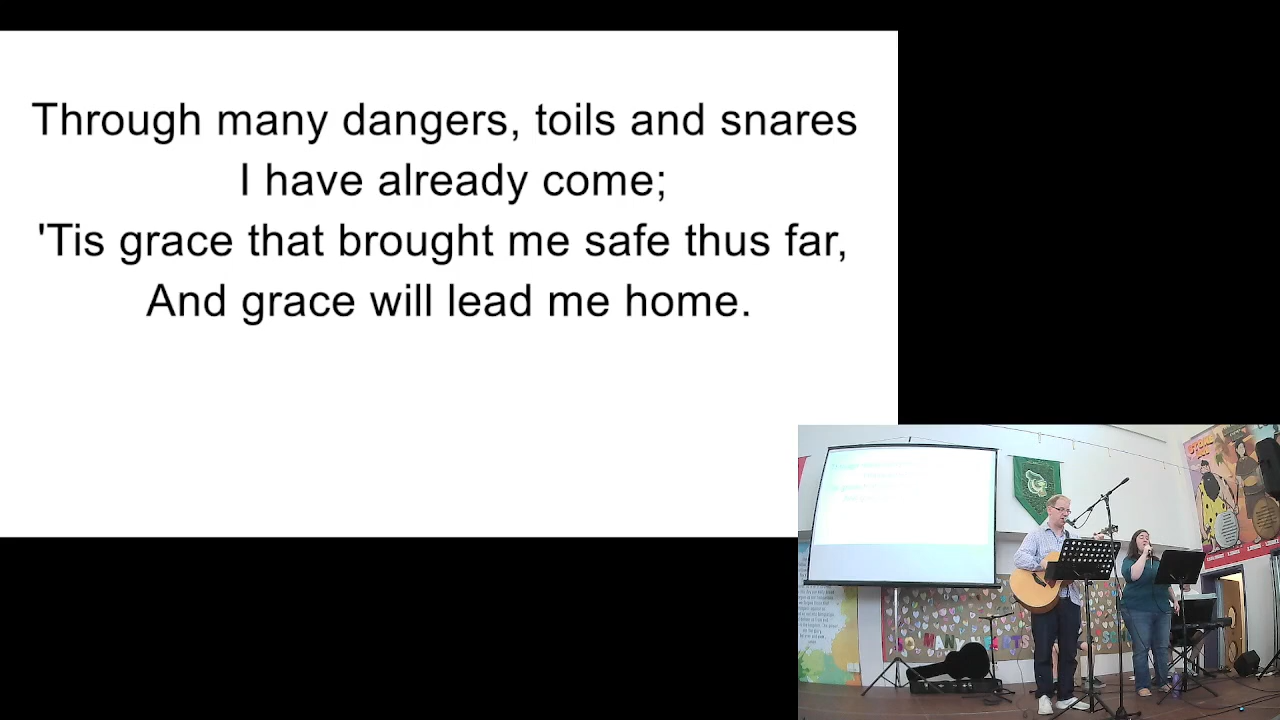 Through many dangers, toils and snares
I have already come;
'Tis grace that brought me safe thus far,
And grace will lead me home.